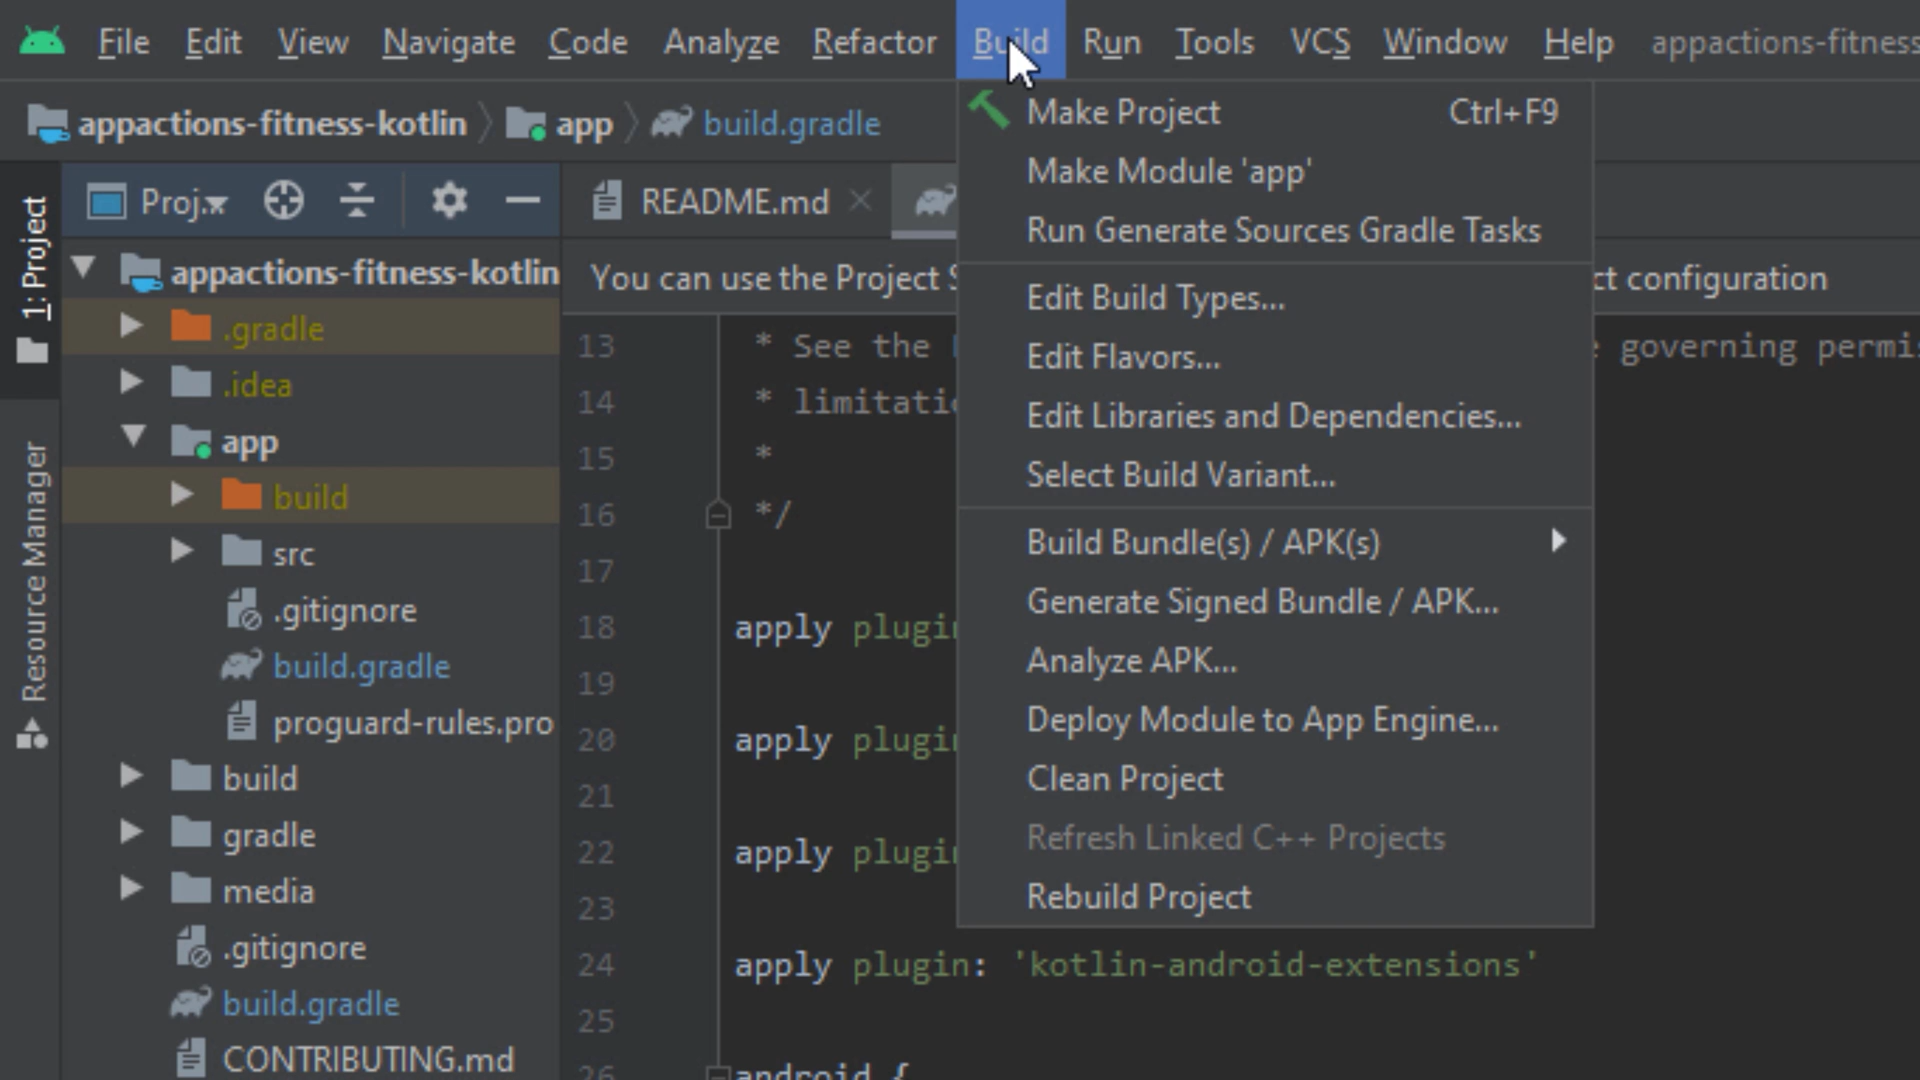 File Edit View Navigate Code Analyze Refactor Build Run Tools VCS Window Help appactions-fitness
appactions-fitness-kotlin app build.gradle
1: Project
Resource Manager
Proj...
appactions-fitness-kotlin
.gradle
.idea
app
build
src
.gitignore
build.gradle
proguard-rules.pro
build
gradle
media
.gitignore
build.gradle
CONTRIBUTING.md
README.md
You can use the Project
ct configuration
13 * See the
governing
14 *
15 *
16 */
17
18 apply
19
20 apply
21
22 apply
23
24 apply plugin: 'kotlin-android-extensions'
25
26 android {
Make Project Ctrl+F9
Make Module 'app'
Run Generate Sources Gradle Tasks
Edit Build Types...
Edit Flavors...
Edit Libraries and Dependencies...
Select Build Variant...
Build Bundle(s) / APK(s)
Generate Signed Bundle / APK...
Analyze APK...
Deploy Module to App Engine...
Clean Project
Refresh Linked C++ Projects
Rebuild Project